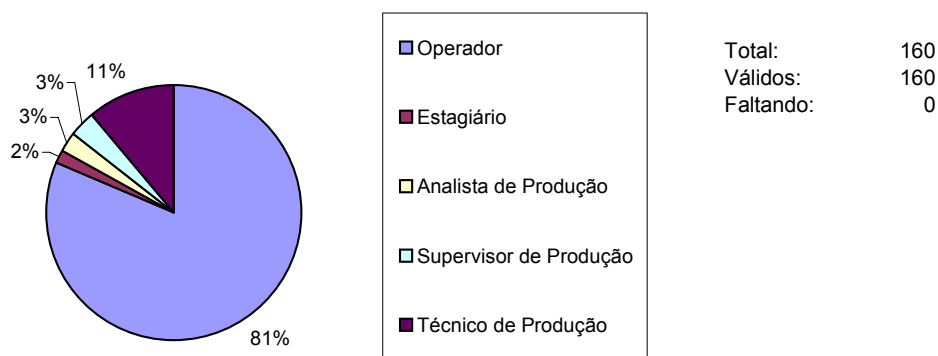 3%
11%
3%
2%
81%
Operador
Estagiário
Analista de Produção
Supervisor de Produção
Técnico de Produção
Total: 160
Válidos: 160
Faltando: 0